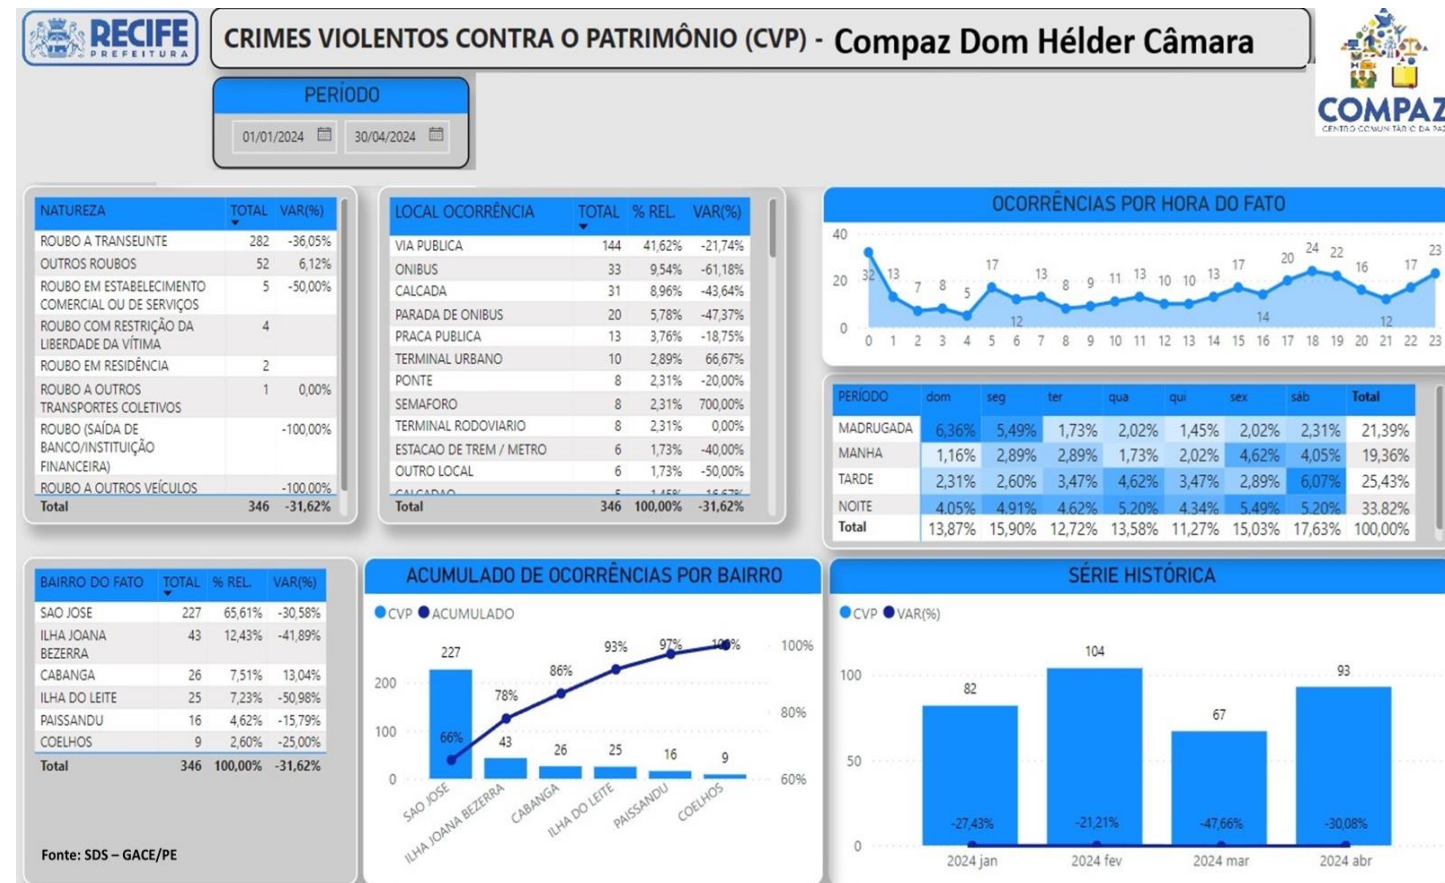 RECIFE
PREFEITURA
CRIMES VIOLENTOS CONTRA O PATRIMÔNIO (CVP) - Compaz Dom Hélder Câmara
COMPAZ
CENTRO COMUNITÁRIO DA PAZ
PERÍODO
01/01/2024 30/04/2024
NATUREZA TOTAL VAR(%)
ROUBO A TRANSEUNTE 282 -36,05%
OUTROS ROUBOS 52 6,12%
ROUBO EM ESTABELECIMENTO 5 -50,00%
COMERCIAL OU DE SERVIÇOS
ROUBO COM RESTRIÇÃO DA 4
LIBERDADE DA VÍTIMA
ROUBO EM RESIDÊNCIA 2
ROUBO A OUTROS 1 0,00%
TRANSPORTES COLETIVOS
ROUBO (SAÍDA DE -100,00%
BANCO/INSTITUIÇÃO
FINANCEIRA)
ROUBO A OUTROS VEÍCULOS -100,00%
Total 346 -31,62%
LOCAL OCORRÊNCIA TOTAL % REL. VAR(%)
VIA PUBLICA 144 41,62% -21,74%
ONIBUS 33 9,54% -61,18%
CALCADA 31 8,96% -43,64%
PARADA DE ONIBUS 20 5,78% -47,37%
PRACA PUBLICA 13 3,76% -18,75%
TERMINAL URBANO 10 2,89% 66,67%
PONTE 8 2,31% -20,00%
SEMAFORO 8 2,31% 700,00%
TERMINAL RODOVIARIO 8 2,31% 0,00%
ESTACAO DE TREM / METRO 6 1,73% -40,00%
OUTRO LOCAL 6 1,73% -50,00%
CALCADAO 5 1,45% 16,67%
Total 346 100,00% -31,62%
OCORRÊNCIAS POR HORA DO FATO
40
20
0
32 13 7 8 5 17 12 13 8 9 11 13 10 10 13 17 14 20 24 22 16 12 17 23
0 1 2 3 4 5 6 7 8 9 10 11 12 13 14 15 16 17 18 19 20 21 22 23
PERÍODO dom seg ter qua qui sex sáb Total
MADRUGADA 6,36% 5,49% 1,73% 2,02% 1,45% 2,02% 2,31% 21,39%
MANHA 1,16% 2,89% 2,89% 1,73% 2,02% 4,62% 4,05% 19,36%
TARDE 2,31% 2,60% 3,47% 4,62% 3,47% 2,89% 6,07% 25,43%
NOITE 4,05% 4,91% 4,62% 5,20% 4,34% 5,49% 5,20% 33,82%
Total 13,87% 15,90% 12,72% 13,58% 11,27% 15,03% 17,63% 100,00%
BAIRRO DO FATO TOTAL % REL. VAR(%)
SAO JOSE 227 65,61% -30,58%
ILHA JOANA 43 12,43% -41,89%
BEZERRA
CABANGA 26 7,51% 13,04%
ILHA DO LEITE 25 7,23% -50,98%
PAISSANDU 16 4,62% -15,79%
COELHOS 9 2,60% -25,00%
Total 346 100,00% -31,62%
Fonte: SDS – GACE/PE
ACUMULADO DE OCORRÊNCIAS POR BAIRRO
CVP ACUMULADO
227 43 26 25 16 9
66% 78% 86% 93% 97% 100%
200
100
0
100%
80%
60%
SAO JOSE
ILHA JOANA BEZERRA
CABANGA
ILHA DO LEITE
PAISSANDU
COELHOS
SÉRIE HISTÓRICA
CVP VAR(%)
100
50
0
82 104 67 93
-27,43% -21,21% -47,66% -30,08%
2024 jan 2024 fev 2024 mar 2024 abr